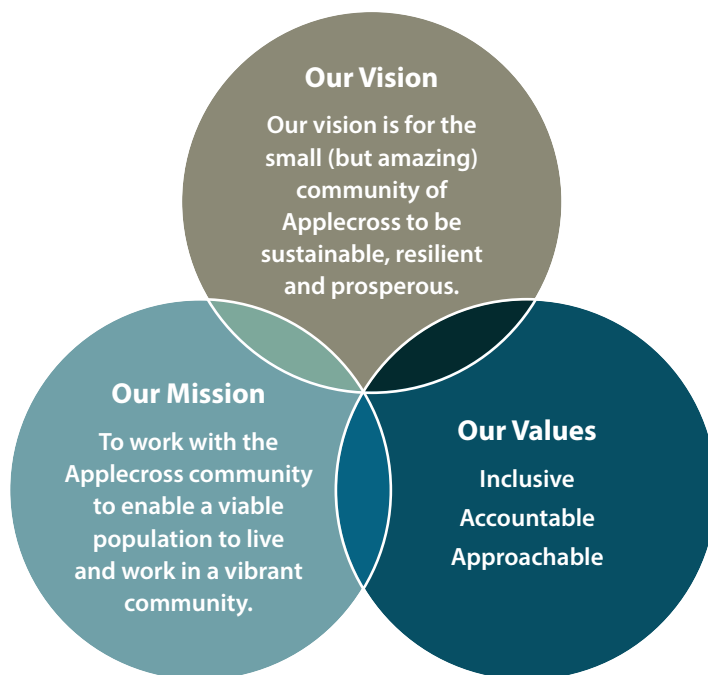 Our Vision
Our vision is for the
small (but amazing)
community of
Applecross to be
sustainable, resilient
and prosperous.
Our Mission
To work with the
Applecross community
to enable a viable
population to live
and work in a vibrant
community.
Our Values
Inclusive
Accountable
Approachable